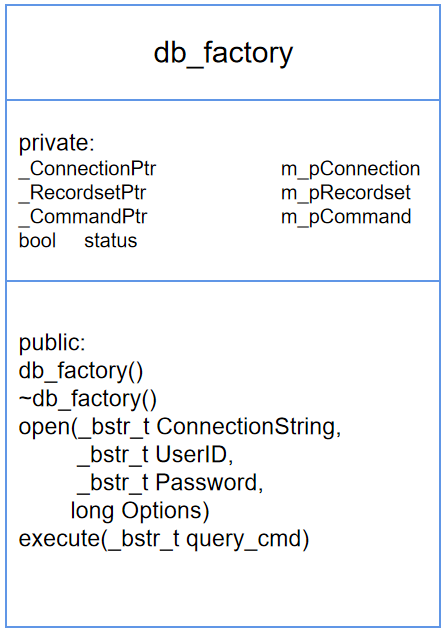 db_factory
private:
_ConnectionPtr m_pConnection
_RecordsetPtr m_pRecordset
_CommandPtr m_pCommand
bool status
public:
db_factory()
~db_factory()
open(_bstr_t ConnectionString,
_bstr_t UserID,
_bstr_t Password,
long Options)
execute(_bstr_t query_cmd)